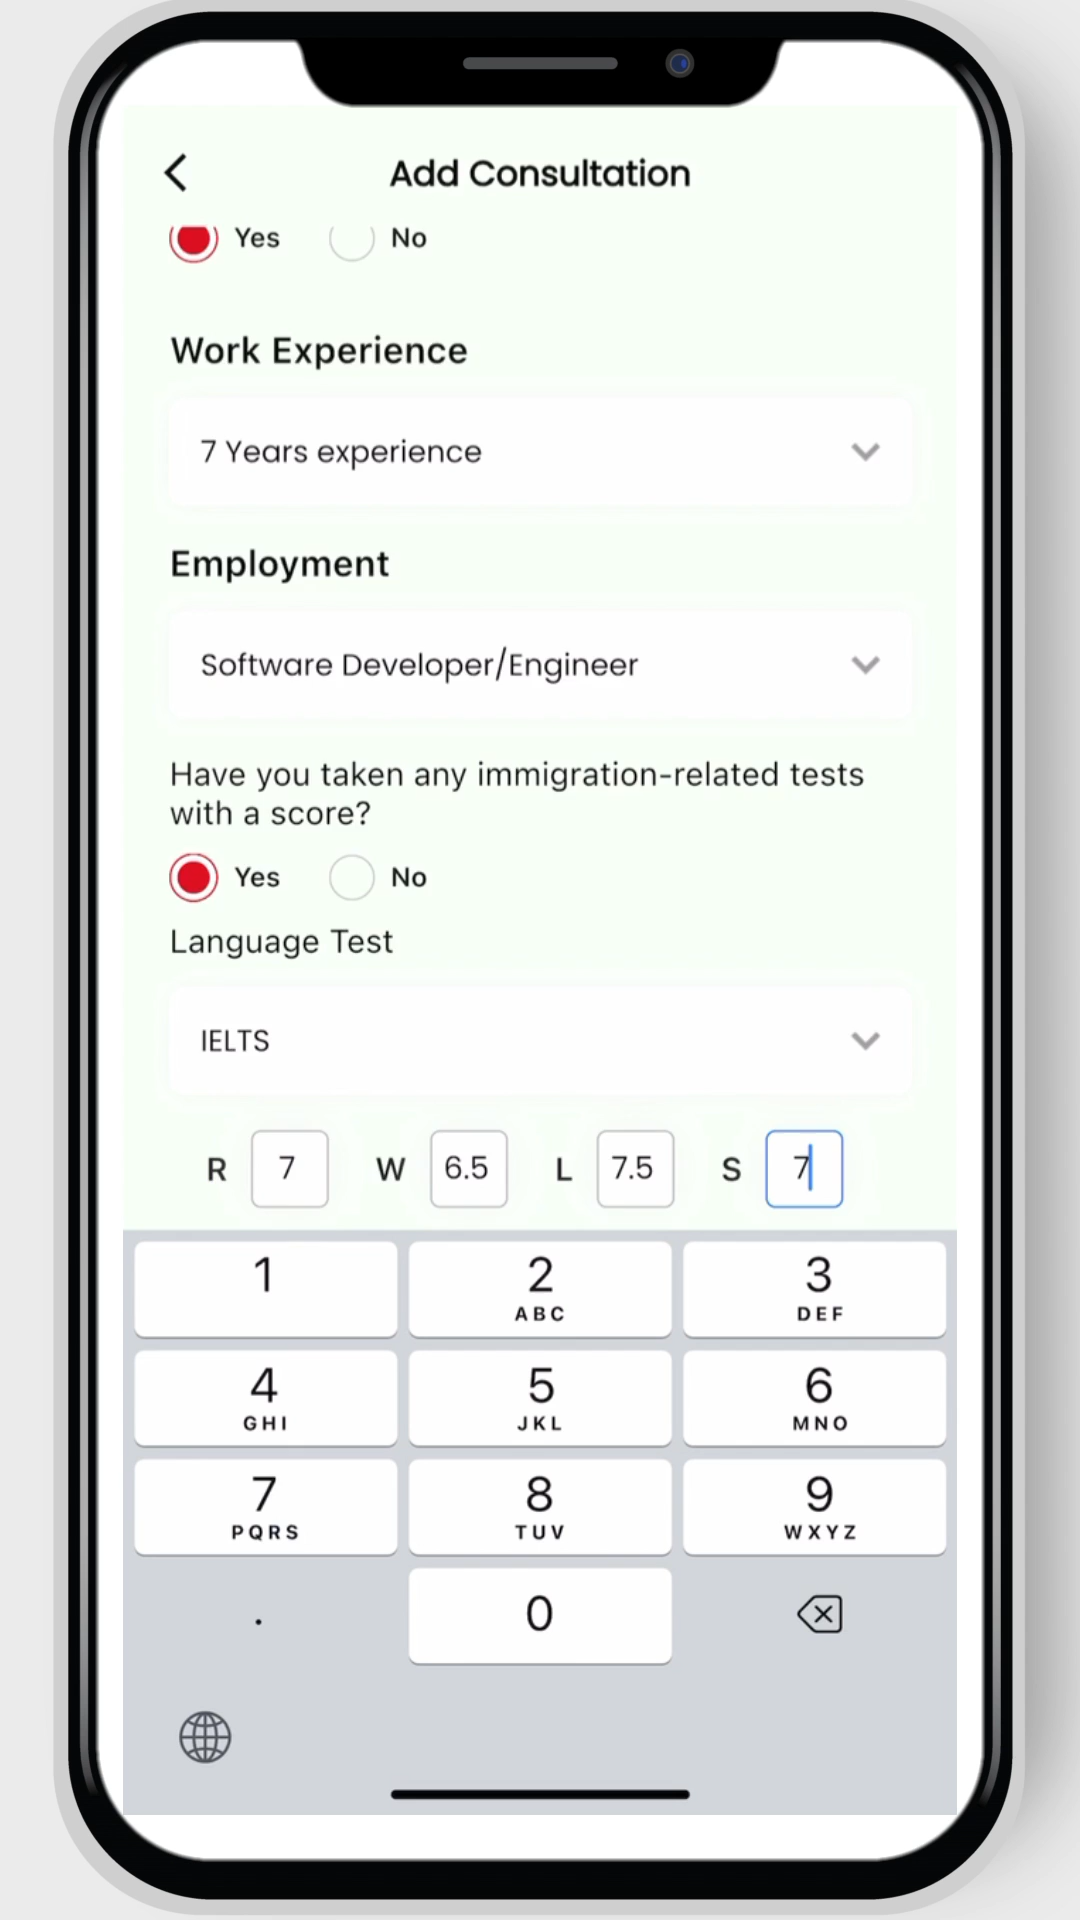 Add Consultation
Yes No
Work Experience
7 Years experience
Employment
Software Developer/Engineer
Have you taken any immigration-related tests
with a score?
Yes No
Language Test
IELTS
R 7 W 6.5 L 7.5 S 7
1 2 3
ABC DEF
4 5 6
GHI JKL MNO
7 8 9
PQRS TUV WXYZ
. 0